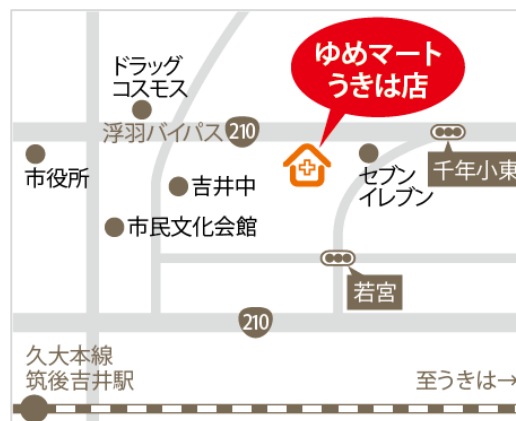 ゆめマート
うきは店
ドラッグ
コスモス
浮羽バイパス
210
市役所
吉井中
セブン
イレブン
千年小東
市民文化会館
若宮
210
久大本線
筑後吉井駅
至うきは→